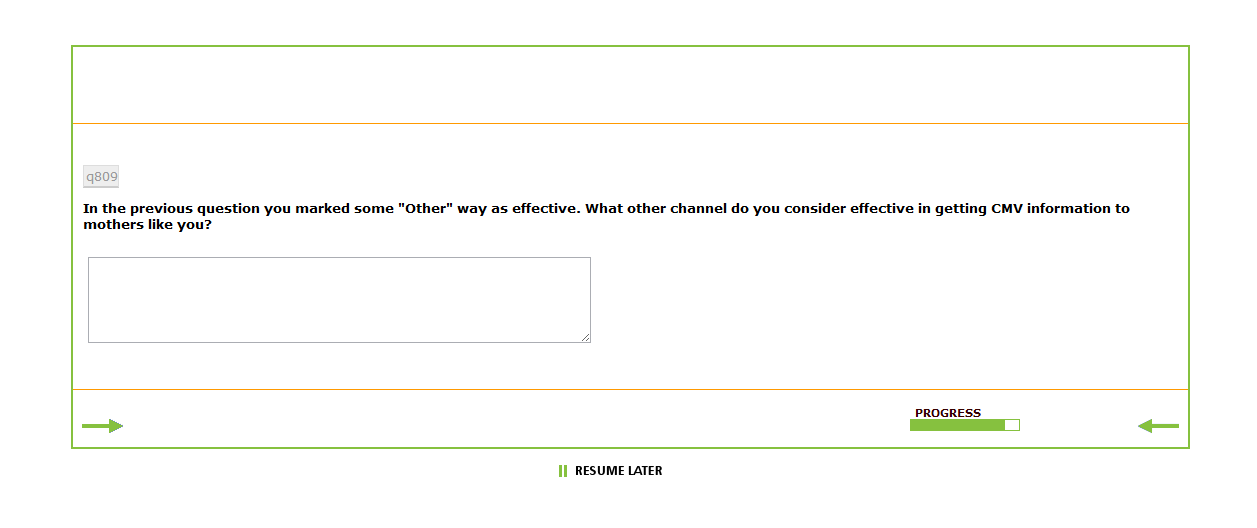 q809
In the previous question you marked some "Other" way as effective. What other channel do you consider effective in getting CMV information to
mothers like you?
PROGRESS
RESUME LATER